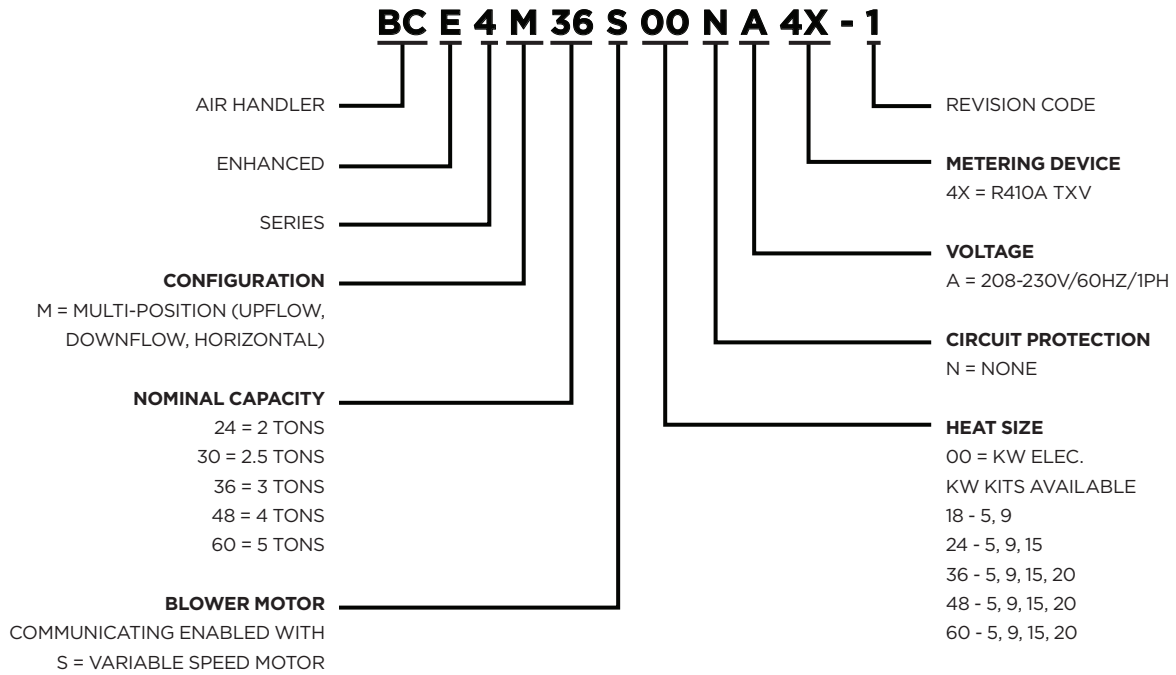 BC E 4 M 36 S 00 N A 4X - 1
AIR HANDLER
ENHANCED
SERIES
CONFIGURATION
M = MULTI-POSITION (UPFLOW,
DOWNFLOW, HORIZONTAL)
NOMINAL CAPACITY
24 = 2 TONS
30 = 2.5 TONS
36 = 3 TONS
48 = 4 TONS
60 = 5 TONS
BLOWER MOTOR
COMMUNICATING ENABLED WITH
S = VARIABLE SPEED MOTOR
REVISION CODE
METERING DEVICE
4X = R410A TXV
VOLTAGE
A = 208-230V/60HZ/1PH
CIRCUIT PROTECTION
N = NONE
HEAT SIZE
00 = KW ELEC.
KW KITS AVAILABLE
18 - 5, 9
24 - 5, 9, 15
36 - 5, 9, 15, 20
48 - 5, 9, 15, 20
60 - 5, 9, 15, 20